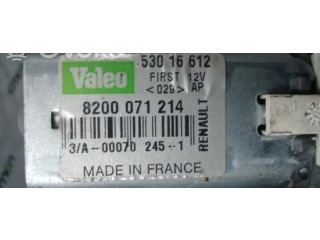 Valeo
530 16 612
FIRST 12V
<029> AP
8200 071 214
RENAULT
3/A-00070 245-1
MADE IN FRANCE